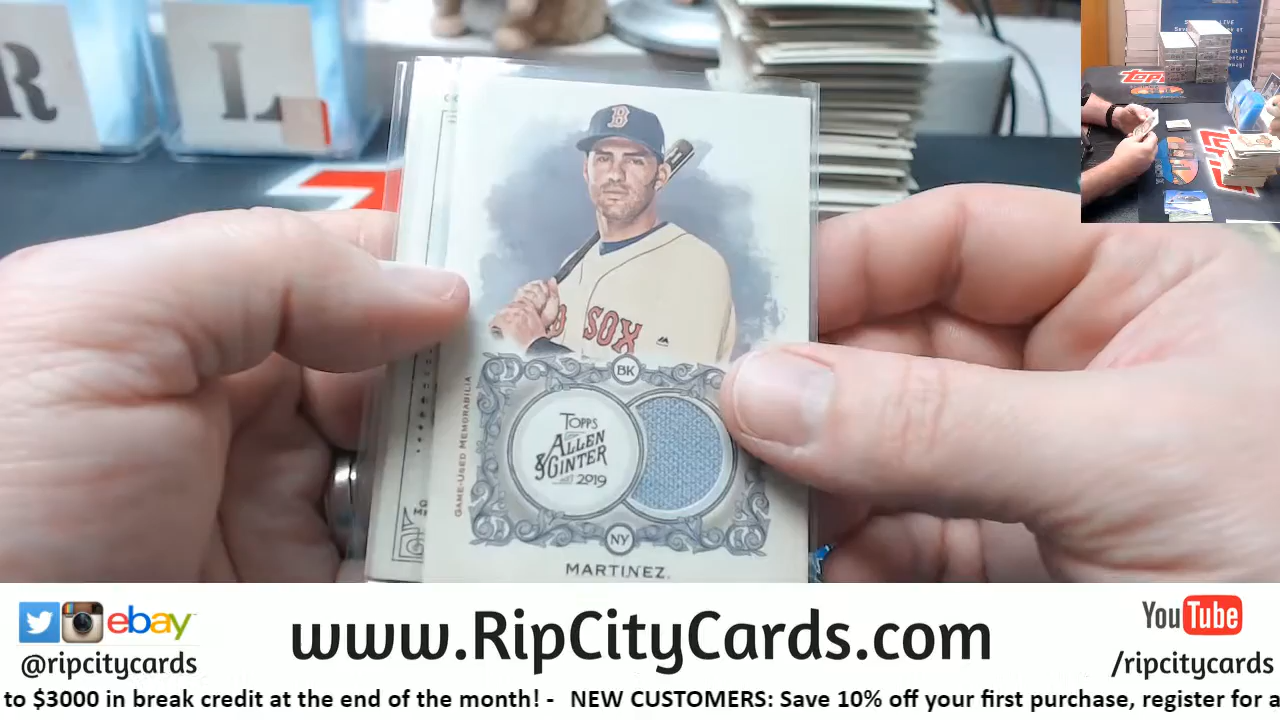 R
L
TOPPS
B
SOX
BK
TOPPS
ALLEN
& GINTER
2019
GAME-USED MEMORABILIA
NY
MARTINEZ,
ebay
@ripcitycards
www.RipCityCards.com
YouTube
/ripcitycards
to $3000 in break credit at the end of the month! - NEW CUSTOMERS: Save 10% off your first purchase, register for a